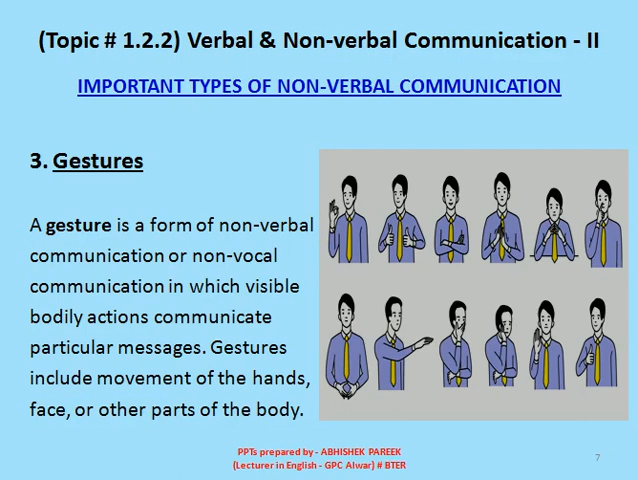 (Topic # 1.2.2) Verbal & Non-verbal Communication - II
IMPORTANT TYPES OF NON-VERBAL COMMUNICATION
3. Gestures
A gesture is a form of non-verbal
communication or non-vocal
communication in which visible
bodily actions communicate
particular messages. Gestures
include movement of the hands,
face, or other parts of the body.
PPTs prepared by - ABHISHEK PAREEK
(Lecturer in English - GPC Alwar) # BTER
7